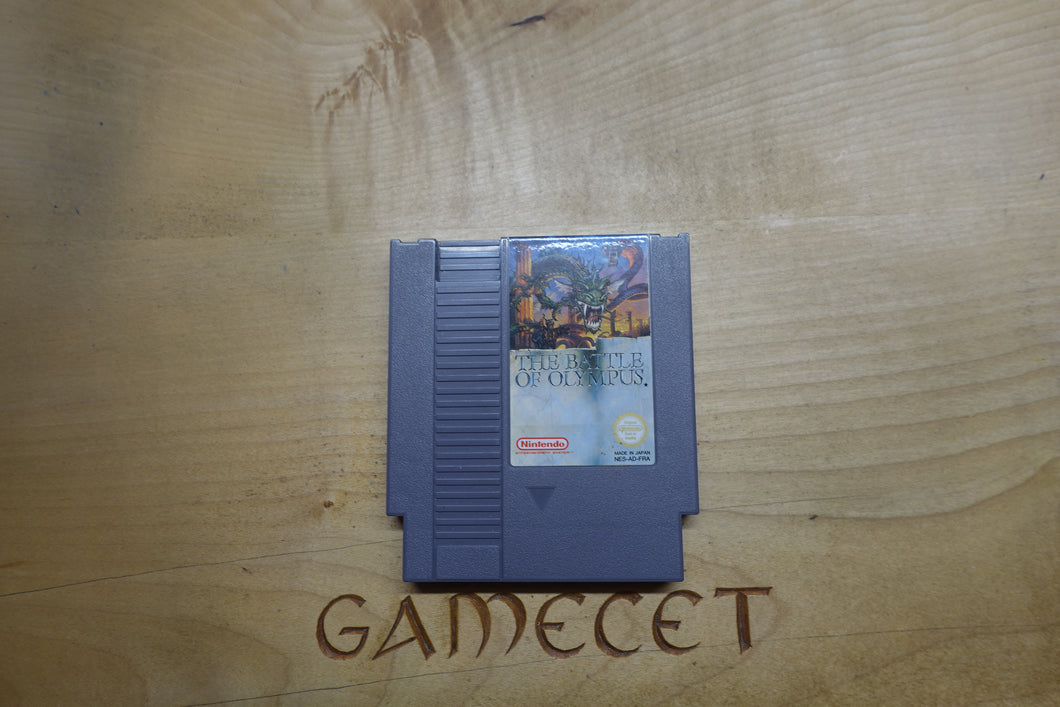 THE BATTLE
OF OLYMPUS.
Nintendo
MADE IN JAPAN
NES-AD-FRA
GAMECET